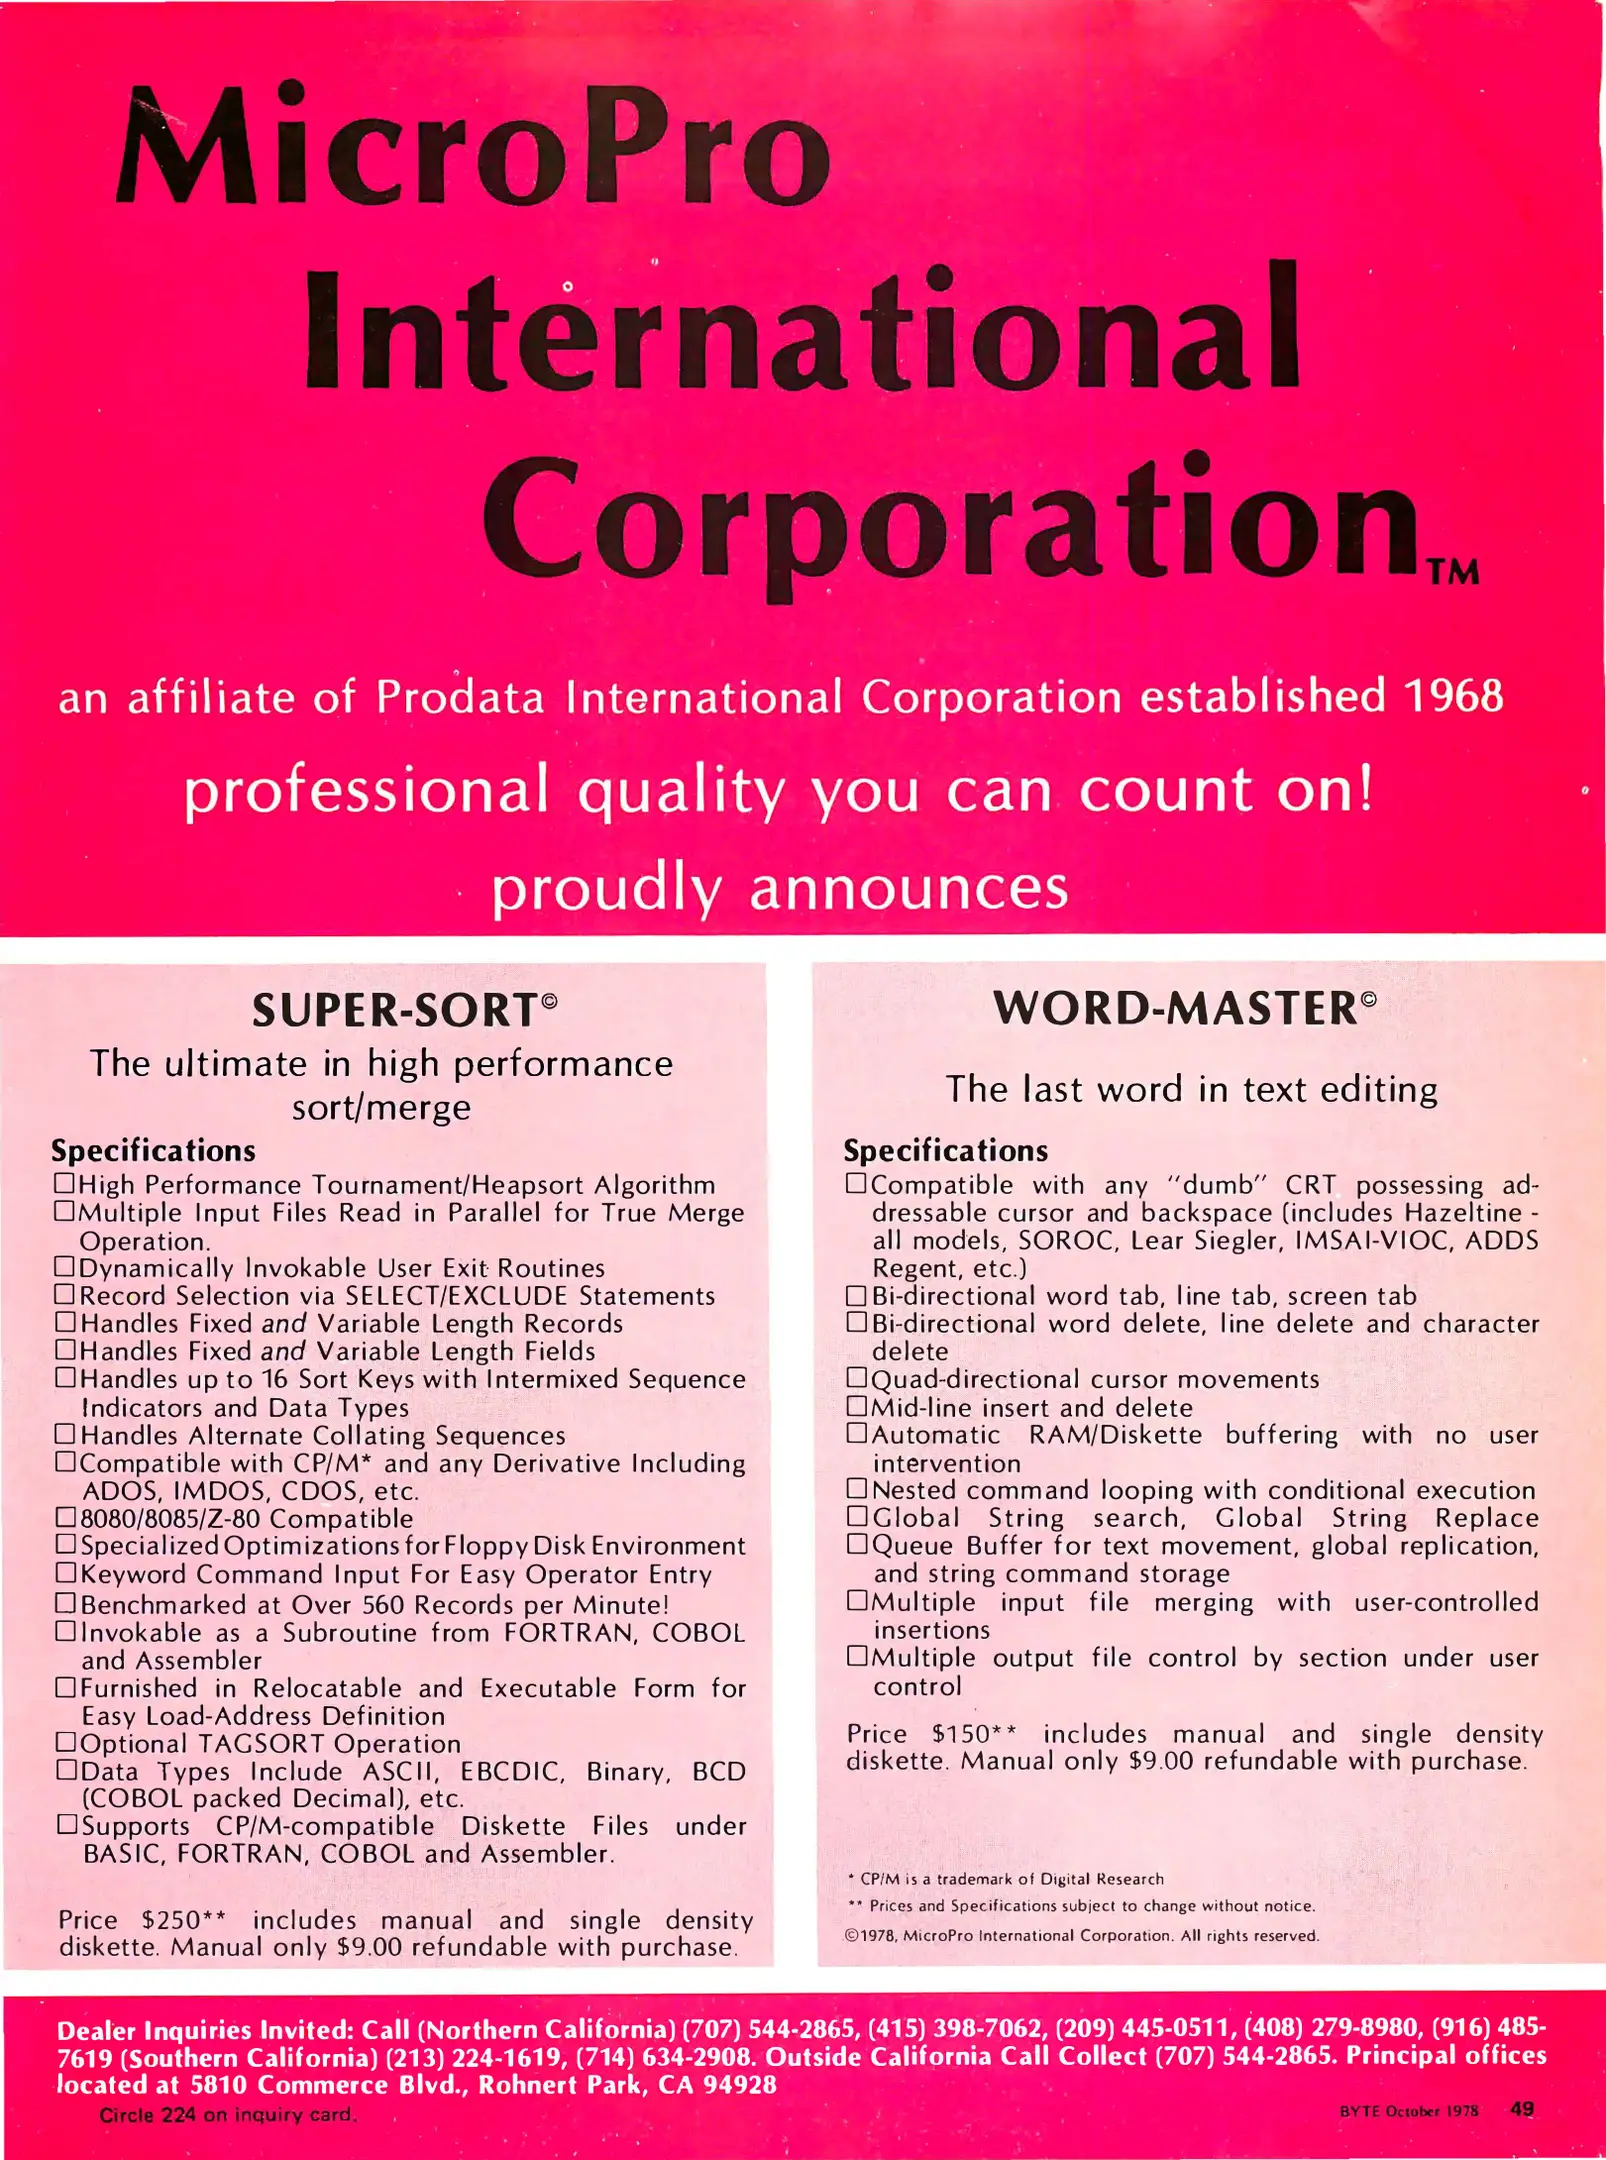 MicroPro
International
Corporation™
an affiliate of Prodata International Corporation established 1968
professional quality you can count on!
proudly announces
SUPER-SORT©
The ultimate in high performance
sort/merge
Specifications
□High Performance Tournament/Heapsort Algorithm
□Multiple Input Files Read in Parallel for True Merge
Operation.
□Dynamically Invokable User Exit Routines
□Record Selection via SELECT/EXCLUDE Statements
□Handles Fixed and Variable Length Records
□Handles Fixed and Variable Length Fields
□Handles up to 16 Sort Keys with Intermixed Sequence
Indicators and Data Types
□Handles Alternate Collating Sequences
□Compatible with CP/M* and any Derivative Including
ADOS, IMDOS, CDOS, etc.
□8080/8085/Z-80 Compatible
□Specialized Optimizations for Floppy Disk Environment
□Keyword Command Input For Easy Operator Entry
□Benchmarked at Over 560 Records per Minute!
□Invokable as a Subroutine from FORTRAN, COBOL
and Assembler
□Furnished in Relocatable and Executable Form for
Easy Load-Address Definition
□Optional TAGSORT Operation
□Data Types Include ASCII, EBCDIC, Binary, BCD
(COBOL packed Decimal), etc.
□Supports CP/M-compatible Diskette Files under
BASIC, FORTRAN, COBOL and Assembler.
Price $250** includes manual and single density
diskette. Manual only $9.00 refundable with purchase.
WORD-MASTER©
The last word in text editing
Specifications
□Compatible with any "dumb" CRT possessing ad-
dressable cursor and backspace (includes Hazeltine -
all models, SOROC, Lear Siegler, IMSAI-VIOC, ADDS
Regent, etc.)
□Bi-directional word tab, line tab, screen tab
□Bi-directional word delete, line delete and character
delete
□Quad-directional cursor movements
□Mid-line insert and delete
□Automatic RAM/Diskette buffering with no user
intervention
□Nested command looping with conditional execution
□Global String search, Global String Replace
□Queue Buffer for text movement, global replication,
and string command storage
□Multiple input file merging with user-controlled
insertions
□Multiple output file control by section under user
control
Price $150** includes manual and single density
diskette. Manual only $9.00 refundable with purchase.
* CP/M is a trademark of Digital Research
** Prices and Specifications subject to change without notice.
©1978, MicroPro International Corporation. All rights reserved.
Dealer Inquiries Invited: Call (Northern California) (707) 544-2865, (415) 398-7062, (209) 445-0511, (408) 279-8980, (916) 485-
7619 (Southern California) (213) 224-1619, (714) 634-2908. Outside California Call Collect (707) 544-2865. Principal offices
located at 5810 Commerce Blvd., Rohnert Park, CA 94928
Circle 224 on inquiry card.
BYTE October 1978 49